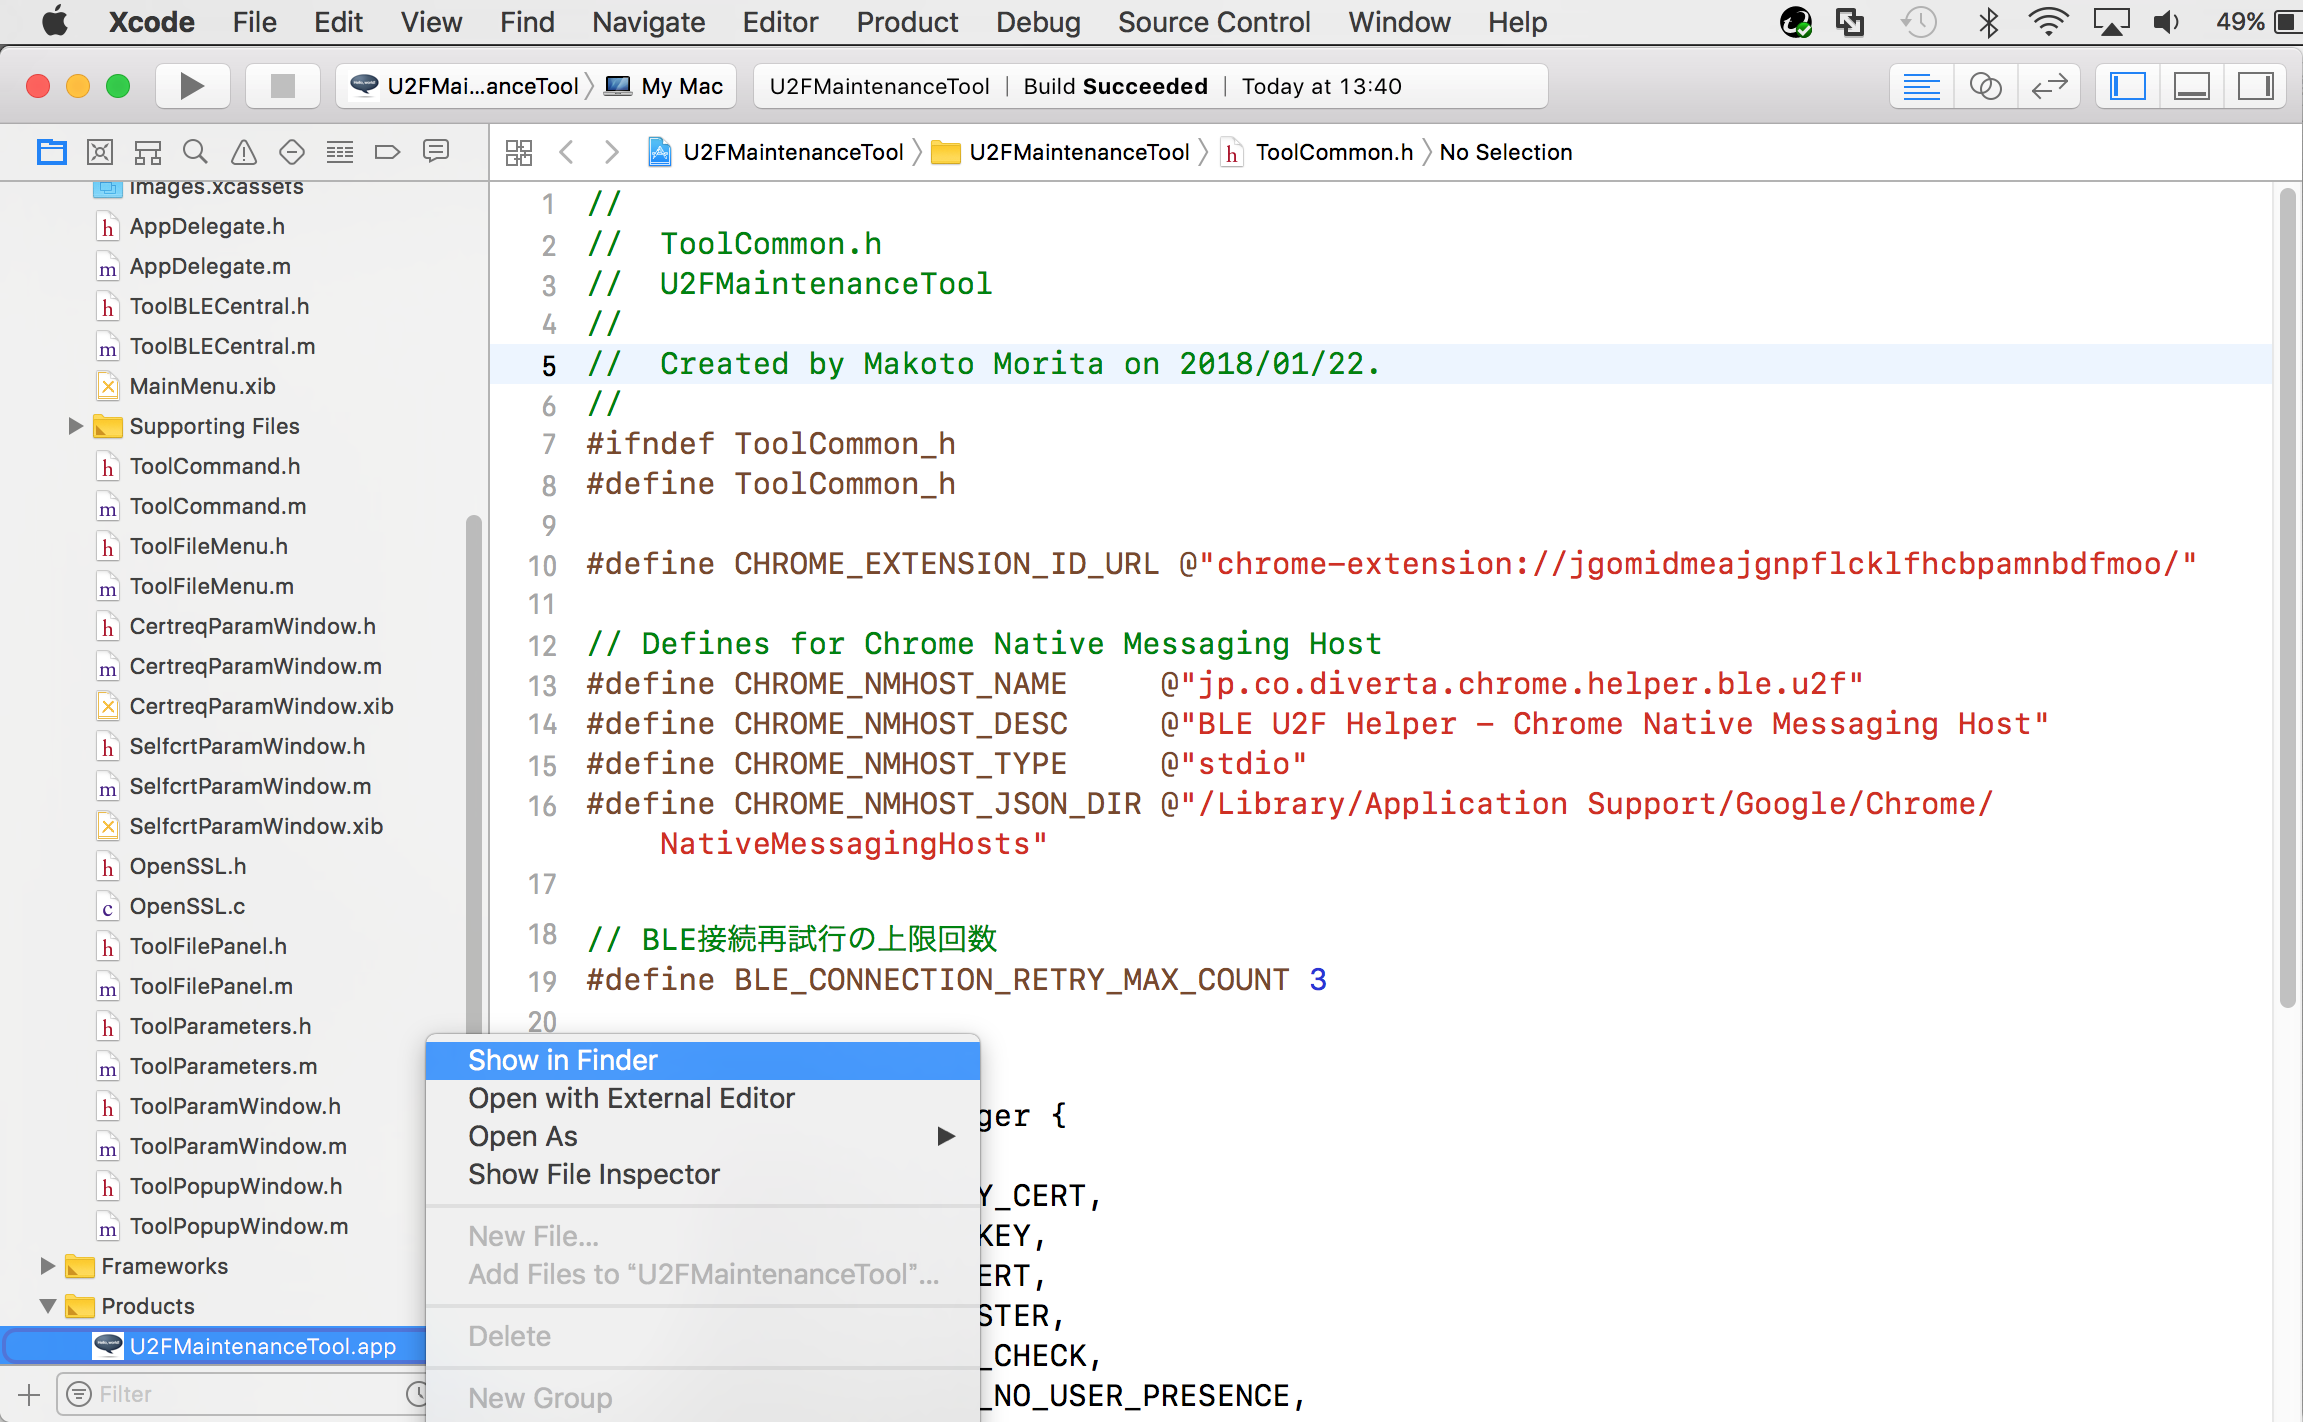 Xcode File Edit View Find Navigate Editor Product Debug Source Control Window Help 49%
U2FMai...anceTool My Mac U2FMaintenanceTool | Build Succeeded | Today at 13:40
U2FMaintenanceTool U2FMaintenanceTool h ToolCommon.h No Selection
Images.xcassets
h AppDelegate.h
m AppDelegate.m
h ToolBLECentral.h
m ToolBLECentral.m
MainMenu.xib
Supporting Files
h ToolCommand.h
m ToolCommand.m
h ToolFileMenu.h
m ToolFileMenu.m
h CertreqParamWindow.h
m CertreqParamWindow.m
CertreqParamWindow.xib
h SelfcrtParamWindow.h
m SelfcrtParamWindow.m
SelfcrtParamWindow.xib
h OpenSSL.h
c OpenSSL.c
h ToolFilePanel.h
m ToolFilePanel.m
h ToolParameters.h
m ToolParameters.m
h ToolParamWindow.h
m ToolParamWindow.m
h ToolPopupWindow.h
m ToolPopupWindow.m
Frameworks
Products
U2FMaintenanceTool.app
Filter
1 //
2 //  ToolCommon.h
3 //  U2FMaintenanceTool
4 //
5 //  Created by Makoto Morita on 2018/01/22.
6 //
7 #ifndef ToolCommon_h
8 #define ToolCommon_h
9
10 #define CHROME_EXTENSION_ID_URL @"chrome-extension://jgomidmeajgnpflcklfhcbpamnbdfmoo/"
11
12 // Defines for Chrome Native Messaging Host
13 #define CHROME_NMHOST_NAME     @"jp.co.diverta.chrome.helper.ble.u2f"
14 #define CHROME_NMHOST_DESC     @"BLE U2F Helper - Chrome Native Messaging Host"
15 #define CHROME_NMHOST_TYPE     @"stdio"
16 #define CHROME_NMHOST_JSON_DIR @"/Library/Application Support/Google/Chrome/
NativeMessagingHosts"
17
18 // BLE接続再試行の上限回数
19 #define BLE_CONNECTION_RETRY_MAX_COUNT 3
20
ger {
Y_CERT,
KEY,
ERT,
STER,
_CHECK,
_NO_USER_PRESENCE,
Show in Finder
Open with External Editor
Open As
Show File Inspector
New File...
Add Files to “U2FMaintenanceTool”...
Delete
New Group